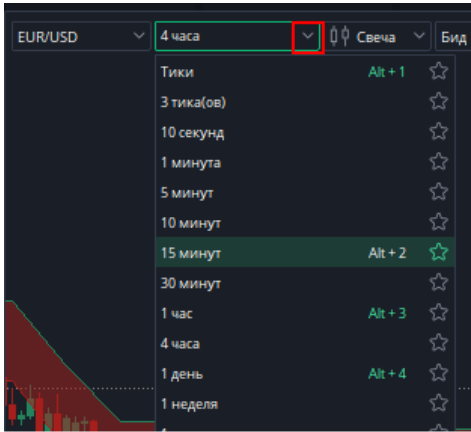 EUR/USD 4 часа Свеча Бид
Тики Alt + 1
3 тика(ов)
10 секунд
1 минута
5 минут
10 минут
15 минут Alt + 2
30 минут
1 час Alt + 3
4 часа
1 день Alt + 4
1 неделя